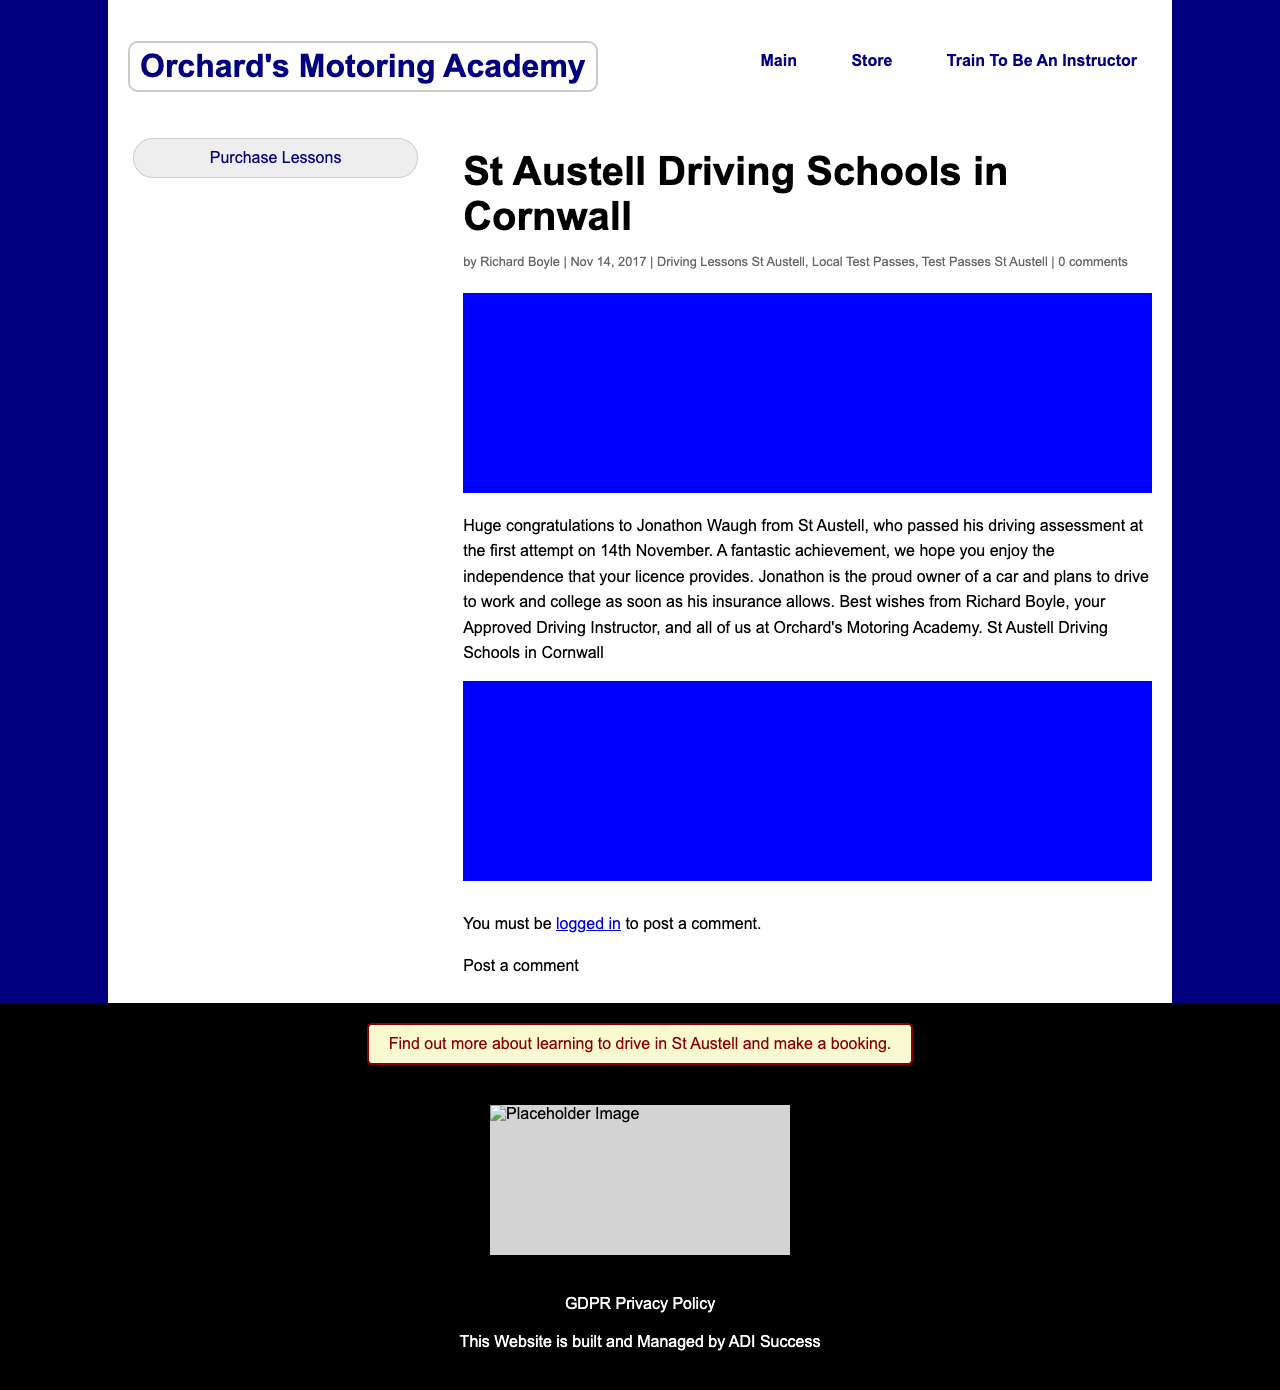 Orchard's Motoring Academy
Main
Store
Train To Be An Instructor
Purchase Lessons
St Austell Driving Schools in
Cornwall
by Richard Boyle | Nov 14, 2017 | Driving Lessons St Austell, Local Test Passes, Test Passes St Austell | 0 comments
Huge congratulations to Jonathon Waugh from St Austell, who passed his driving assessment at
the first attempt on 14th November. A fantastic achievement, we hope you enjoy the
independence that your licence provides. Jonathon is the proud owner of a car and plans to drive
to work and college as soon as his insurance allows. Best wishes from Richard Boyle, your
Approved Driving Instructor, and all of us at Orchard's Motoring Academy. St Austell Driving
Schools in Cornwall
You must be logged in to post a comment.
Post a comment
Find out more about learning to drive in St Austell and make a booking.
Placeholder Image
GDPR Privacy Policy
This Website is built and Managed by ADI Success